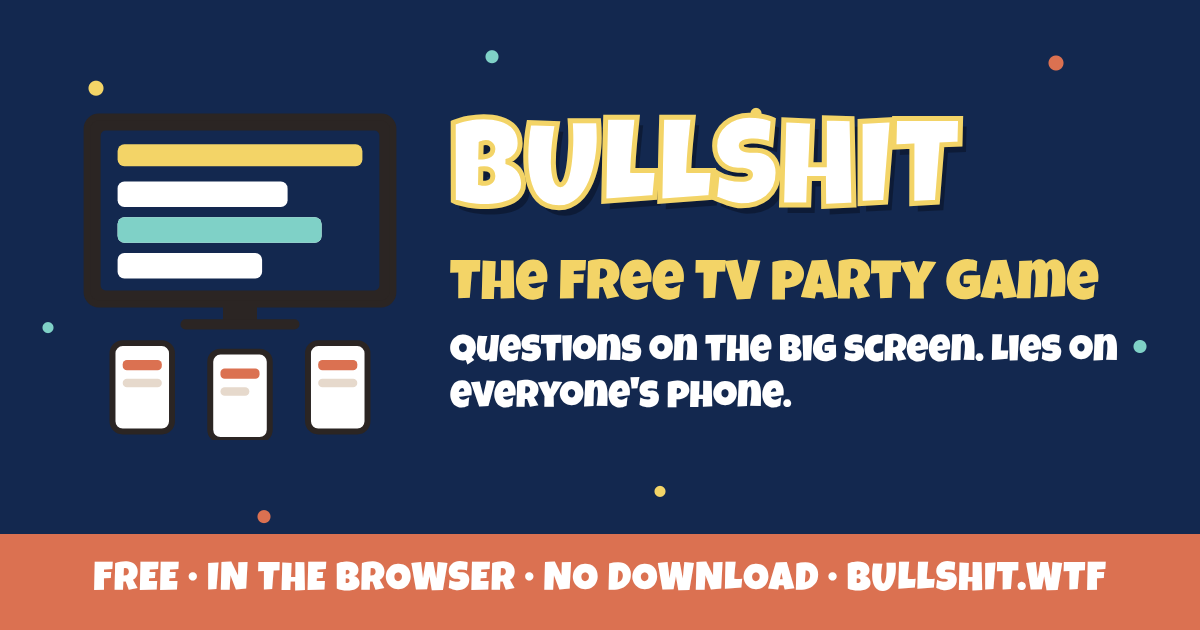 BULLSHIT
THE FREE TV PARTY GAME
QUESTIONS ON THE BIG SCREEN. LIES ON
EVERYONE'S PHONE.
FREE • IN THE BROWSER • NO DOWNLOAD • BULLSHIT.WTF